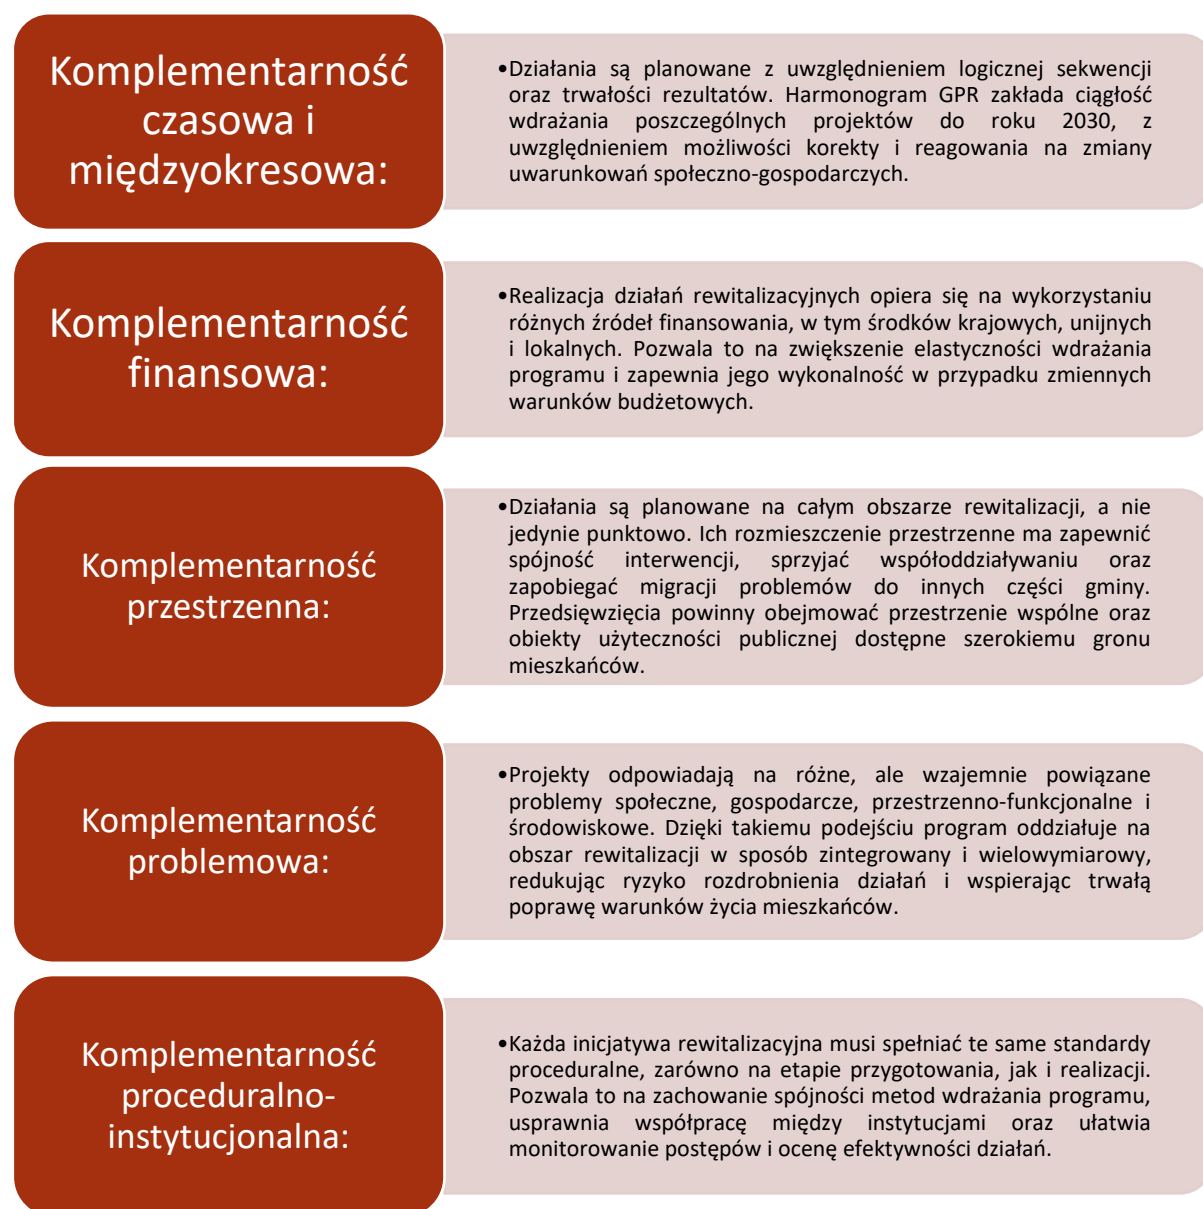 Komplementarność
czasowa i
międzyokresowa:
•Działania są planowane z uwzględnieniem logicznej sekwencji
oraz trwałości rezultatów. Harmonogram GPR zakłada ciągłość
wdrażania poszczególnych projektów do roku 2030, z
uwzględnieniem możliwości korekty i reagowania na zmiany
uwarunkowań społeczno-gospodarczych.
Komplementarność
finansowa:
•Realizacja działań rewitalizacyjnych opiera się na wykorzystaniu
różnych źródeł finansowania, w tym środków krajowych, unijnych
i lokalnych. Pozwala to na zwiększenie elastyczności wdrażania
programu i zapewnia jego wykonalność w przypadku zmiennych
warunków budżetowych.
Komplementarność
przestrzenna:
•Działania są planowane na całym obszarze rewitalizacji, a nie
jedynie punktowo. Ich rozmieszczenie przestrzenne ma zapewnić
spójność interwencji, sprzyjać współoddziaływaniu oraz
zapobiegać migracji problemów do innych części gminy.
Przedsięwzięcia powinny obejmować przestrzenie wspólne oraz
obiekty użyteczności publicznej dostępne szerokiemu gronu
mieszkańców.
Komplementarność
problemowa:
•Projekty odpowiadają na różne, ale wzajemnie powiązane
problemy społeczne, gospodarcze, przestrzenno-funkcjonalne i
środowiskowe. Dzięki takiemu podejściu program oddziałuje na
obszar rewitalizacji w sposób zintegrowany i wielowymiarowy,
redukując ryzyko rozdrobnienia działań i wspierając trwałą
poprawę warunków życia mieszkańców.
Komplementarność
proceduralno-
instytucjonalna:
•Każda inicjatywa rewitalizacyjna musi spełniać te same standardy
proceduralne, zarówno na etapie przygotowania, jak i realizacji.
Pozwala to na zachowanie spójności metod wdrażania programu,
usprawnia współpracę między instytucjami oraz ułatwia
monitorowanie postępów i ocenę efektywności działań.